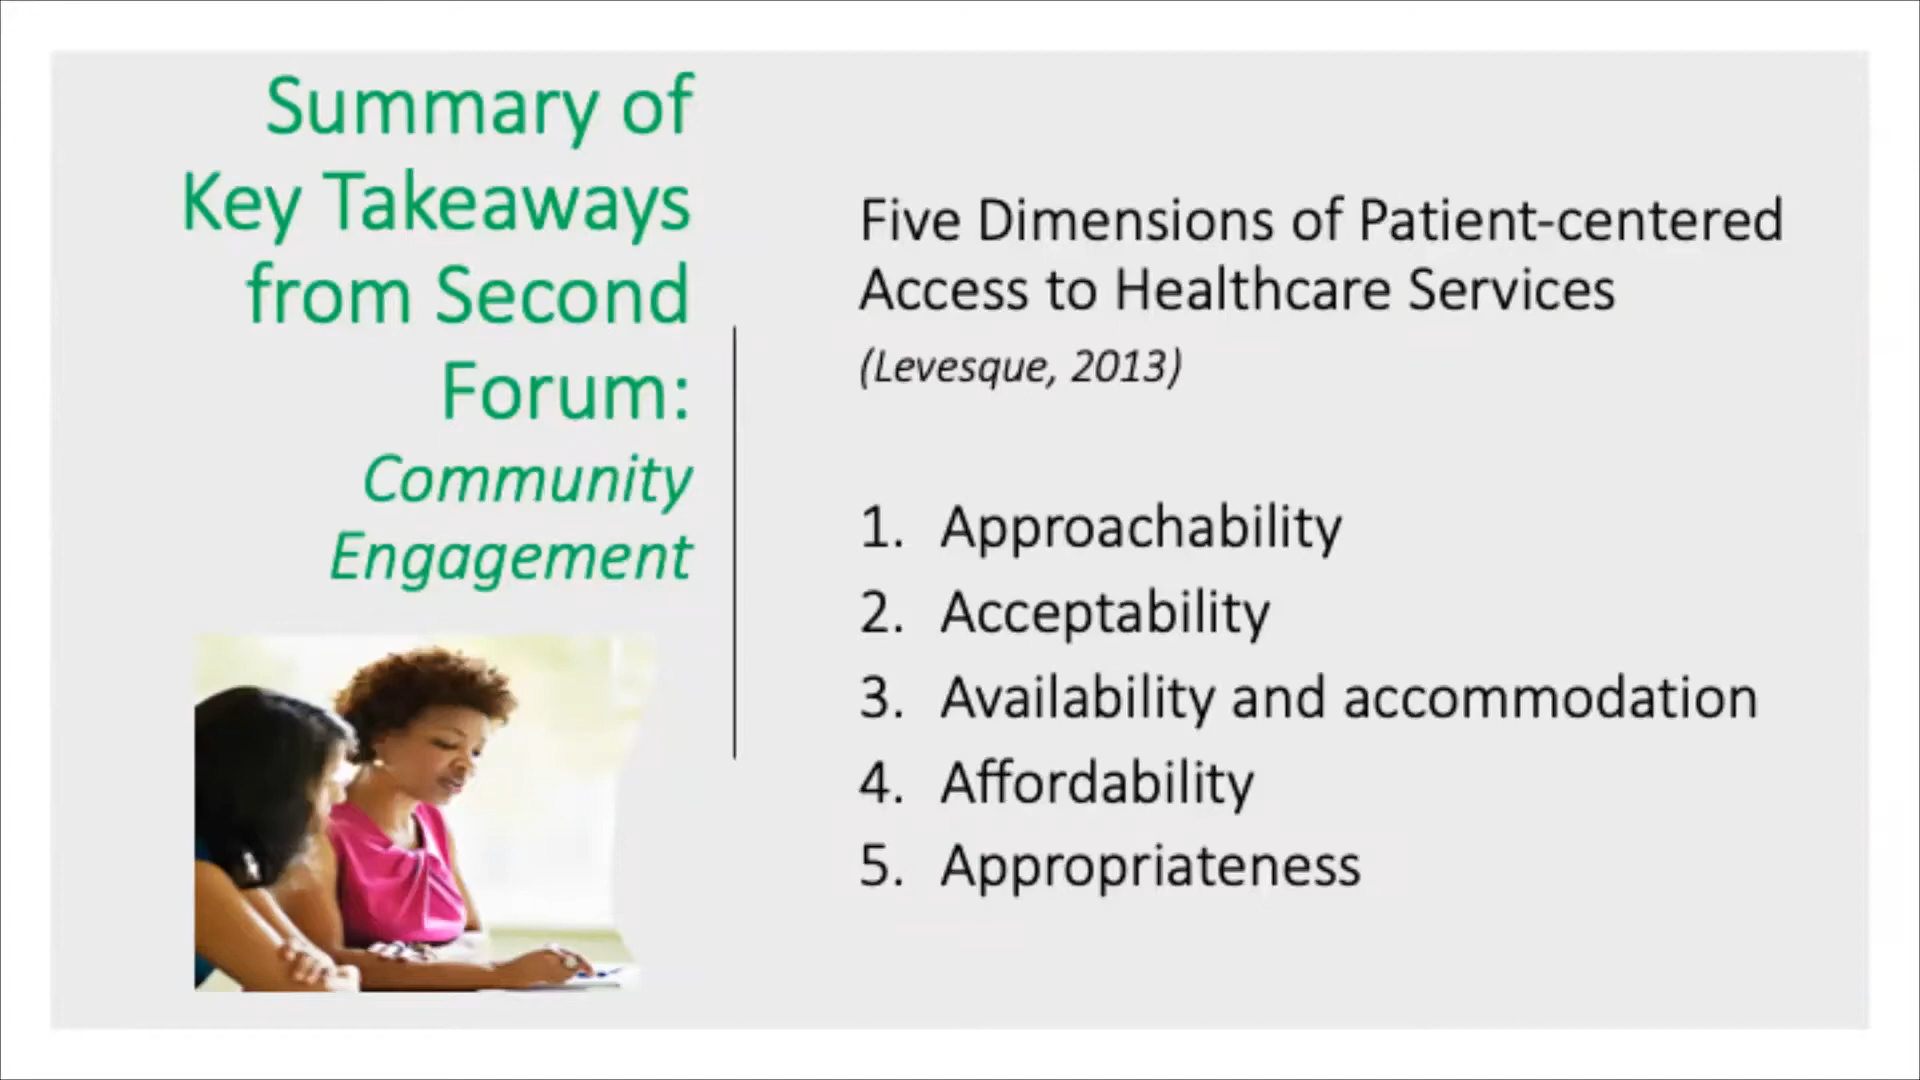 Summary of
Key Takeaways
from Second
Forum:
Community
Engagement
Five Dimensions of Patient-centered
Access to Healthcare Services
(Levesque, 2013)
1. Approachability
2. Acceptability
3. Availability and accommodation
4. Affordability
5. Appropriateness